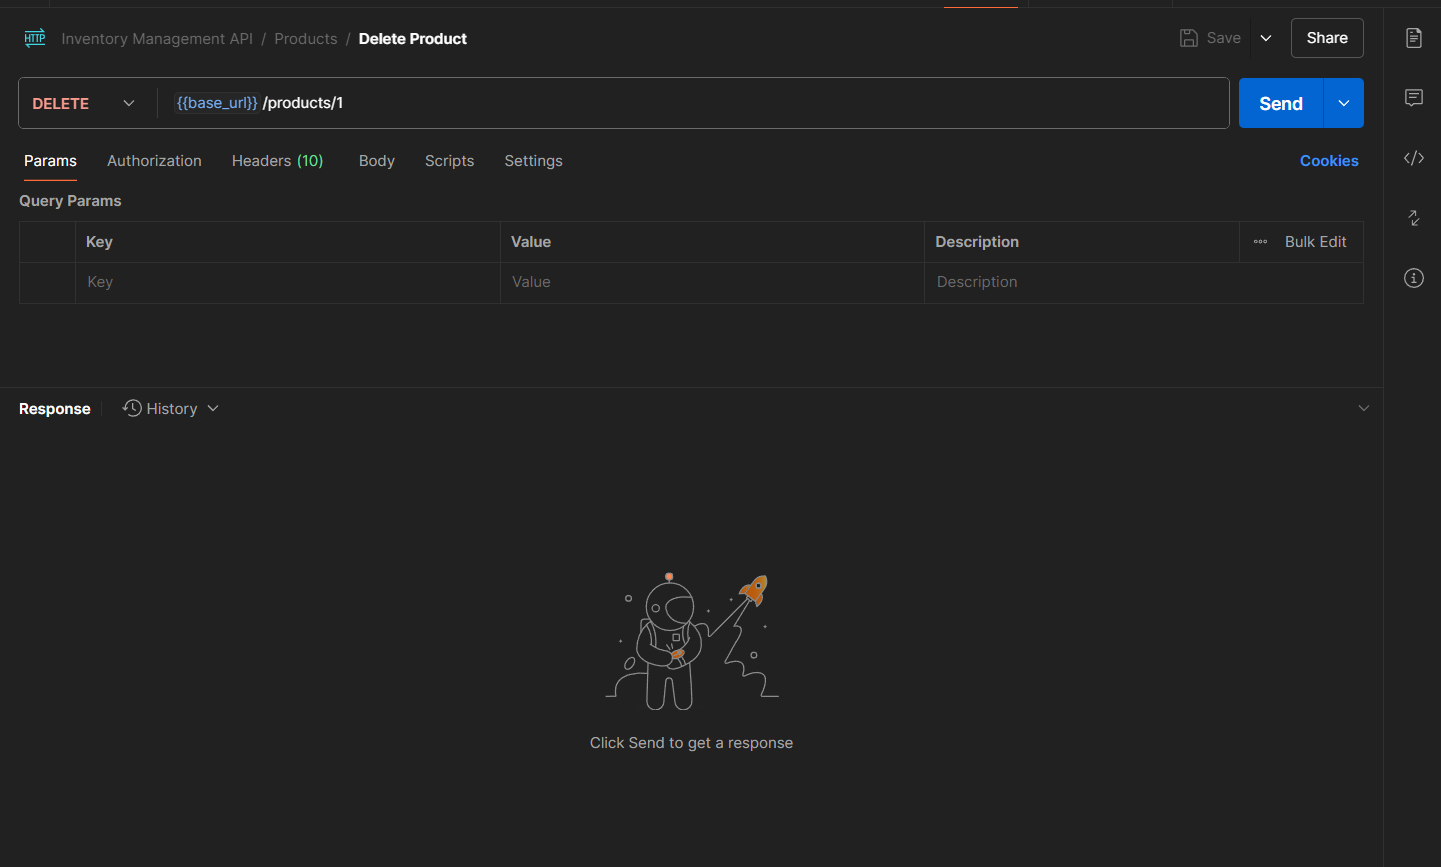 HTTP Inventory Management API / Products / Delete Product Save Share
DELETE {{base_url}}/products/1 Send
Params Authorization Headers (10) Body Scripts Settings Cookies
Query Params
Key Value Description Bulk Edit
Key Value Description
Response History
Click Send to get a response